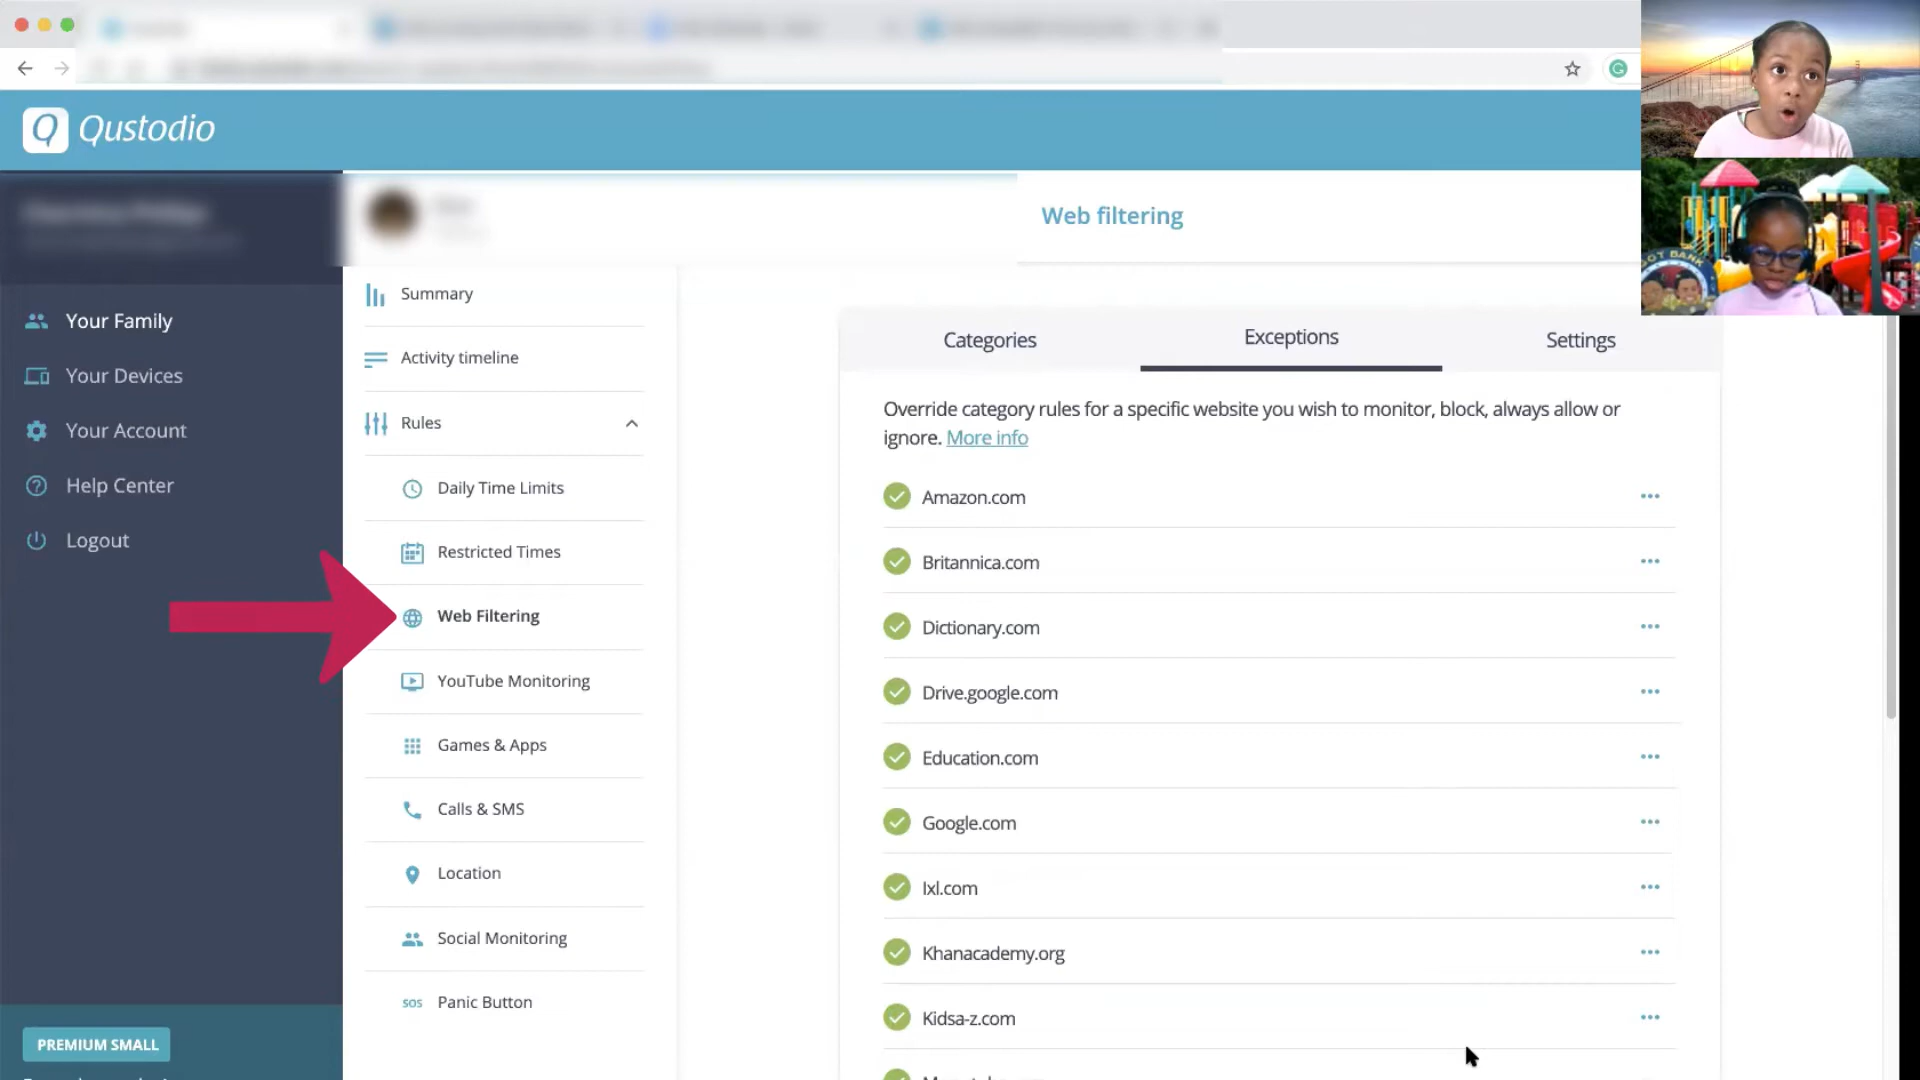 Qustodio
Web filtering
Your Family
Your Devices
Your Account
Help Center
Logout
PREMIUM SMALL
Summary
Activity timeline
Rules
Daily Time Limits
Restricted Times
Web Filtering
YouTube Monitoring
Games & Apps
Calls & SMS
Location
Social Monitoring
SOS Panic Button
Categories Exceptions Settings
Override category rules for a specific website you wish to monitor, block, always allow or
ignore. More info
Amazon.com
Britannica.com
Dictionary.com
Drive.google.com
Education.com
Google.com
Ixl.com
Khanacademy.org
Kidsa-z.com